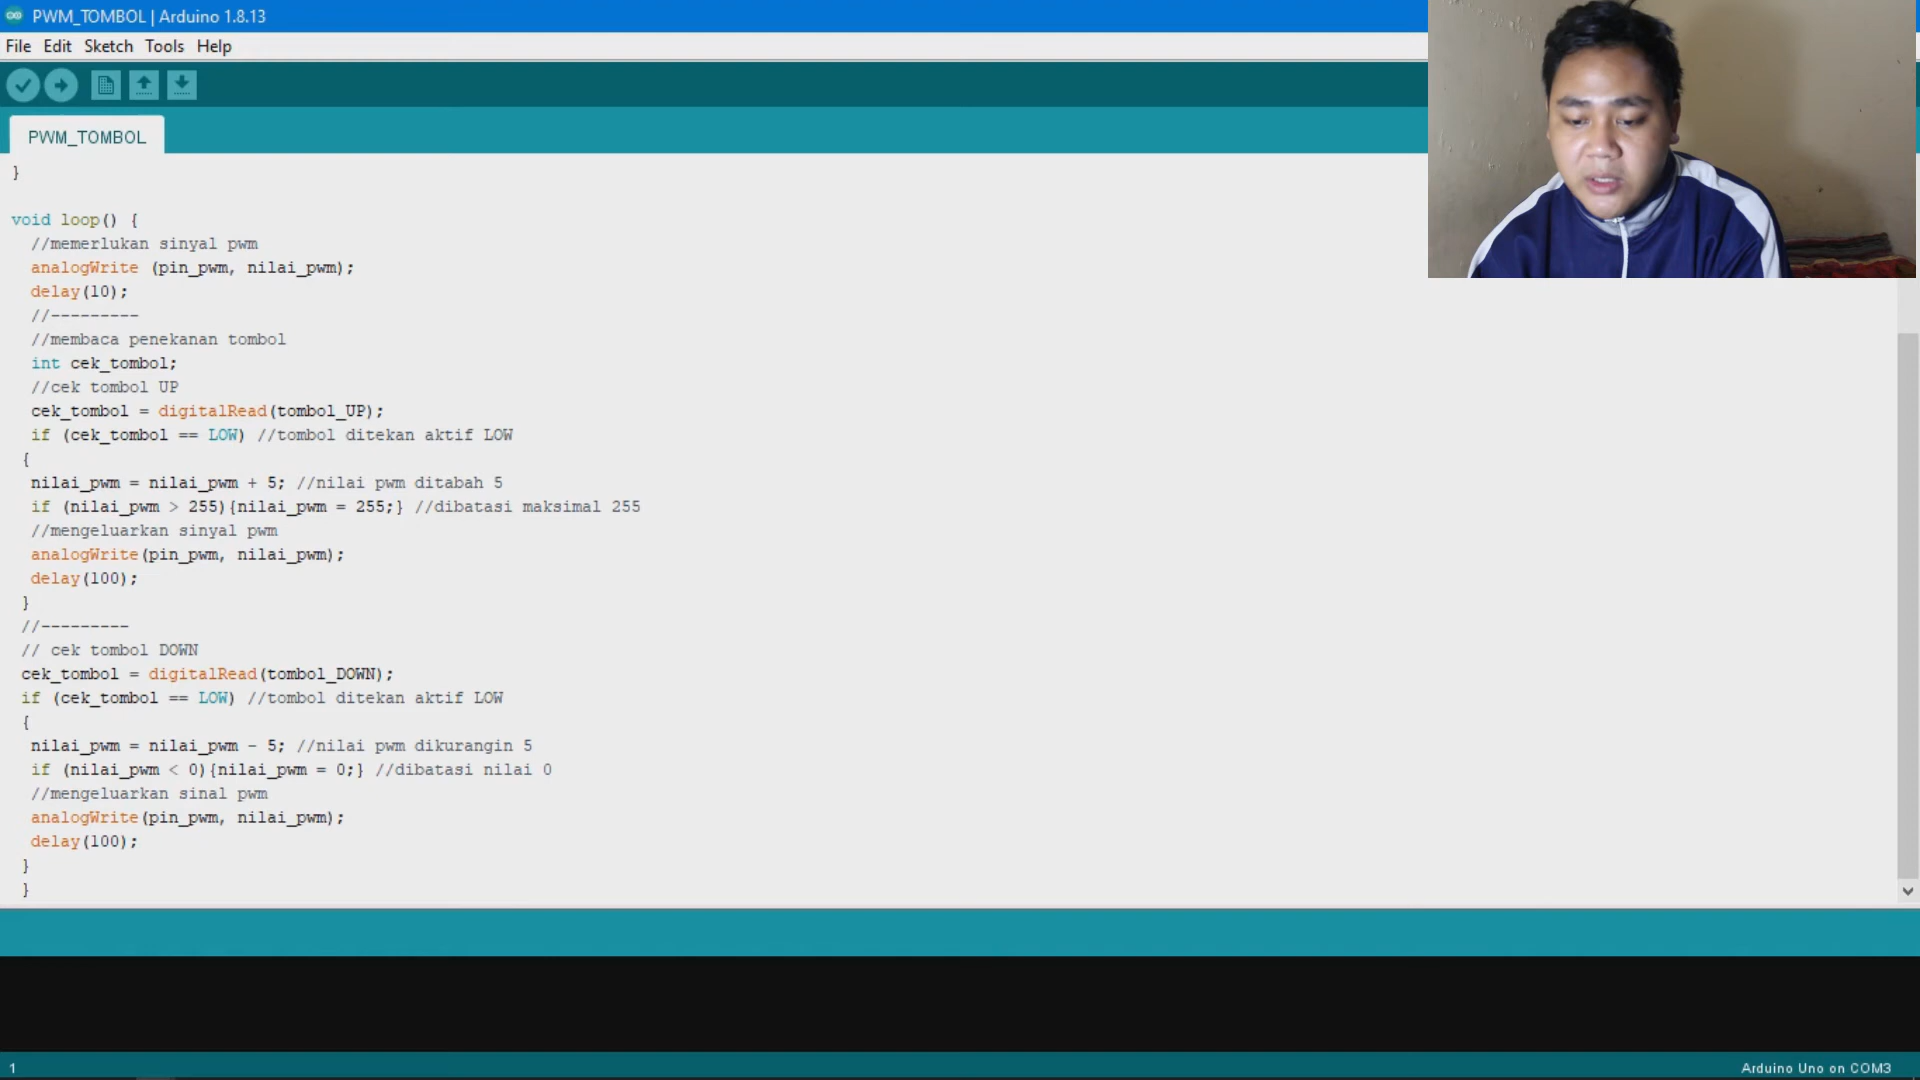 PWM_TOMBOL | Arduino 1.8.13
File Edit Sketch Tools Help
PWM_TOMBOL
}
void loop() {
//memerlukan sinyal pwm
analogWrite (pin_pwm, nilai_pwm);
delay(10);
//---------
//membaca penekanan tombol
int cek_tombol;
//cek tombol UP
cek_tombol = digitalRead(tombol_UP);
if (cek_tombol == LOW) //tombol ditekan aktif LOW
{
nilai_pwm = nilai_pwm + 5; //nilai pwm ditabah 5
if (nilai_pwm > 255){nilai_pwm = 255;} //dibatasi maksimal 255
//mengeluarkan sinyal pwm
analogWrite(pin_pwm, nilai_pwm);
delay(100);
}
//---------
// cek tombol DOWN
cek_tombol = digitalRead(tombol_DOWN);
if (cek_tombol == LOW) //tombol ditekan aktif LOW
{
nilai_pwm = nilai_pwm - 5; //nilai pwm dikurangin 5
if (nilai_pwm < 0){nilai_pwm = 0;} //dibatasi nilai 0
//mengeluarkan sinal pwm
analogWrite(pin_pwm, nilai_pwm);
delay(100);
}
}
1
Arduino Uno on COM3